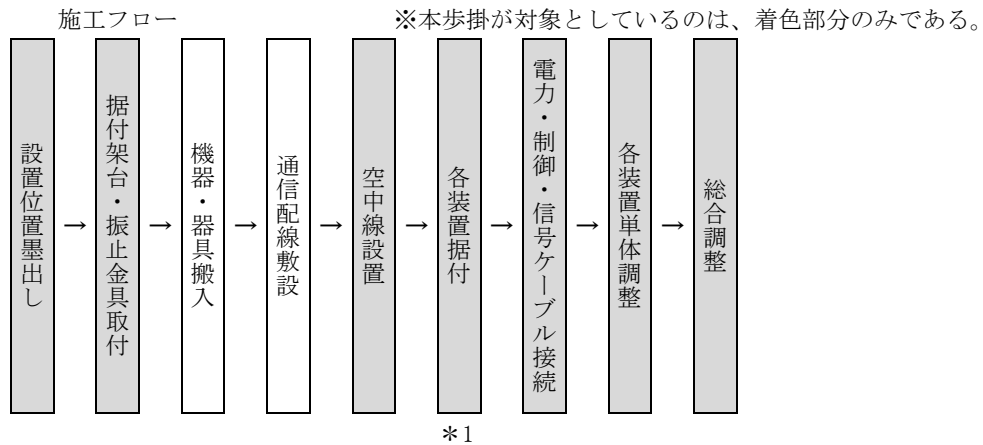 施工フロー
※本歩掛が対象としているのは、着色部分のみである。
設置位置墨出し
→
据付架台・振止金具取付
→
機器・器具搬入
→
通信配線敷設
→
空中線設置
→
各装置据付
→
電力・制御・信号ケーブル接続
→
各装置単体調整
→
総合調整
＊1